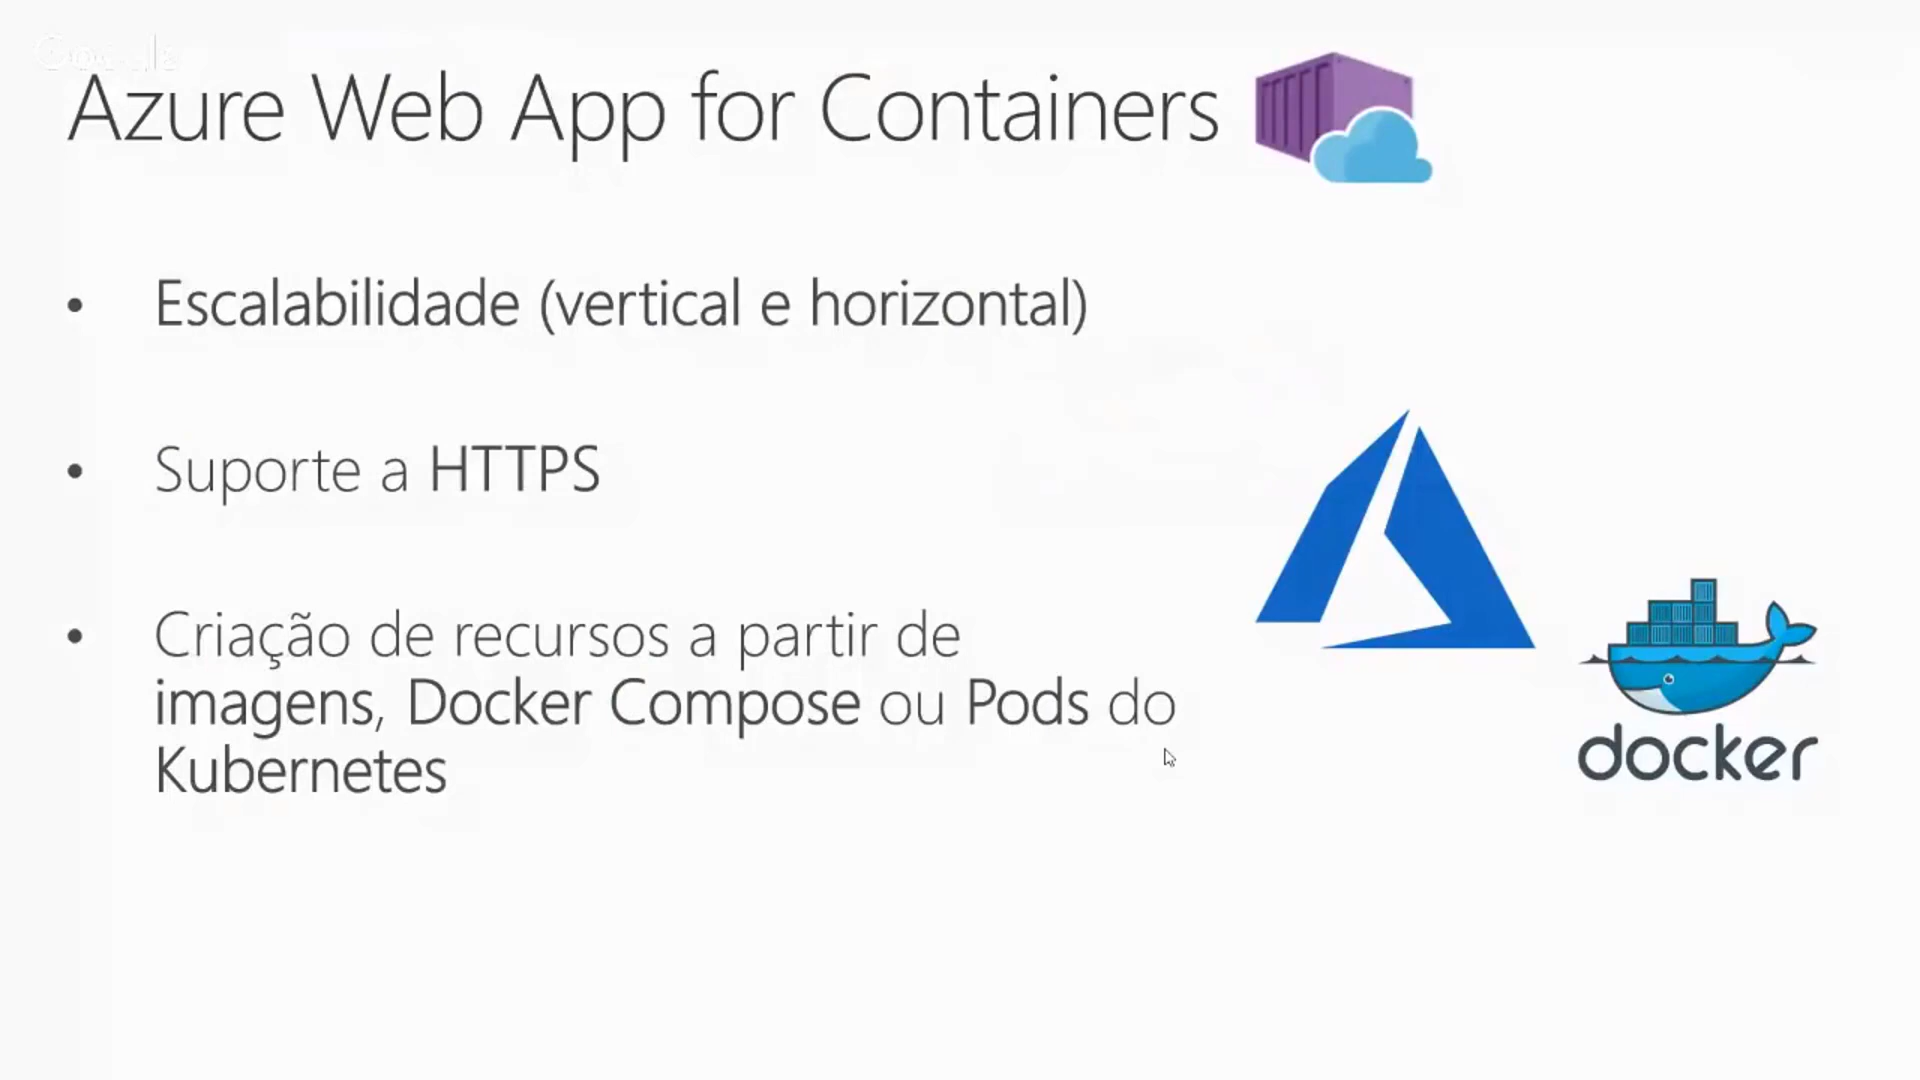 Azure Web App for Containers
• Escalabilidade (vertical e horizontal)
• Suporte a HTTPS
• Criação de recursos a partir de
imagens, Docker Compose ou Pods do
Kubernetes
docker